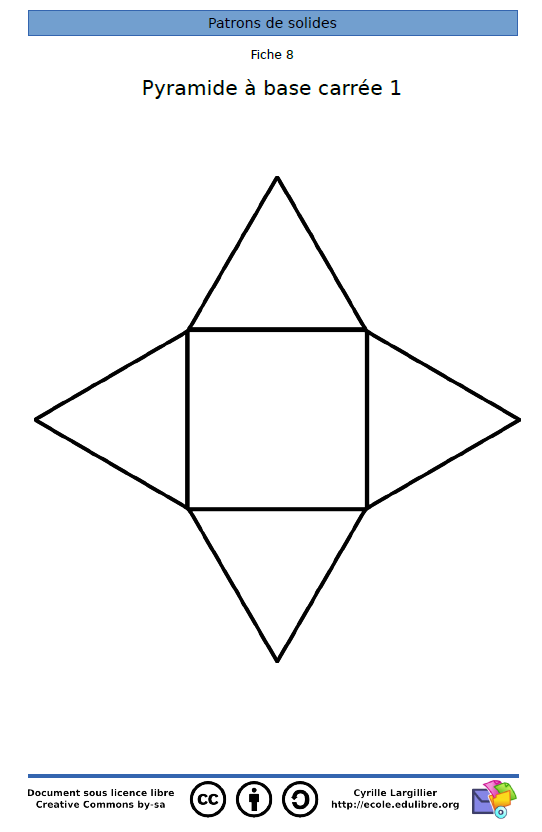 Patrons de solides
Fiche 8
Pyramide à base carrée 1
Document sous licence libre
Creative Commons by-sa
cc
Cyrille Largillier
http://ecole.edulibre.org